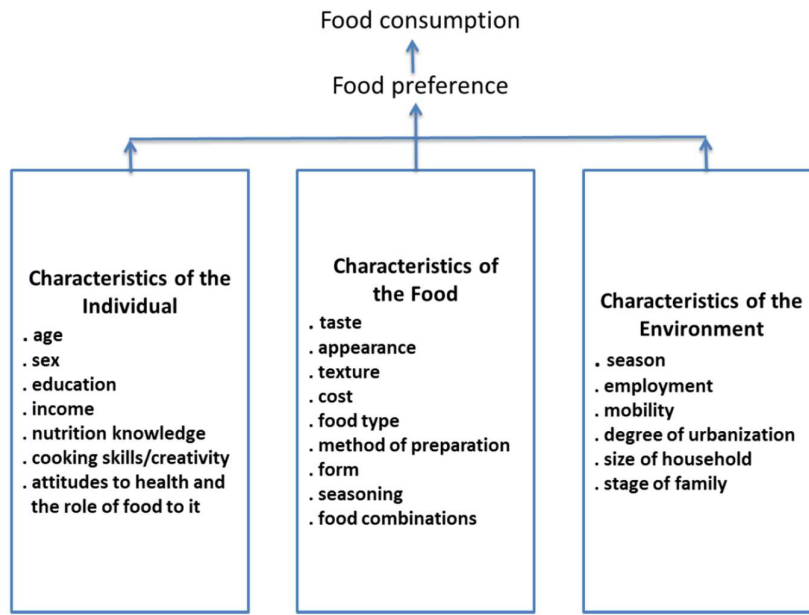 Food consumption
Food preference
Characteristics of the
Individual
. age
. sex
. education
. income
. nutrition knowledge
. cooking skills/creativity
. attitudes to health and
the role of food to it
Characteristics of
the Food
. taste
. appearance
. texture
. cost
. food type
. method of preparation
. form
. seasoning
. food combinations
Characteristics of the
Environment
. season
. employment
. mobility
. degree of urbanization
. size of household
. stage of family